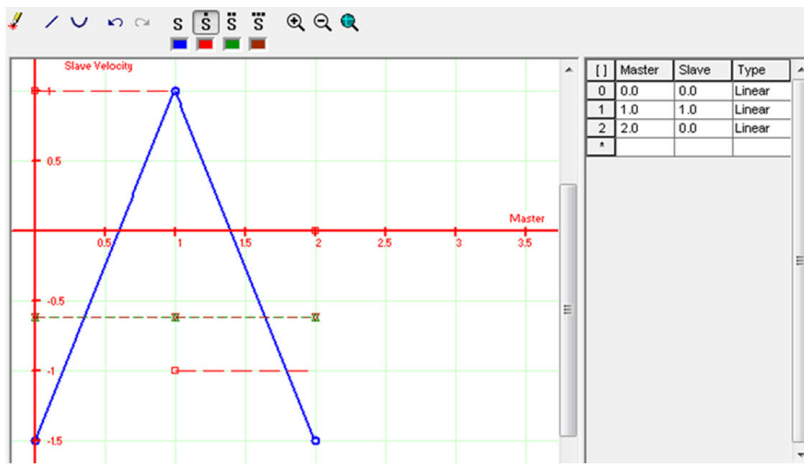 S S S S
Slave Velocity
1
0.5
Master
0.5 1 1.5 2 2.5 3 3.5
-0.5
-1
-1.5
[ ] Master Slave Type
0 0.0 0.0 Linear
1 1.0 1.0 Linear
2 2.0 0.0 Linear
*